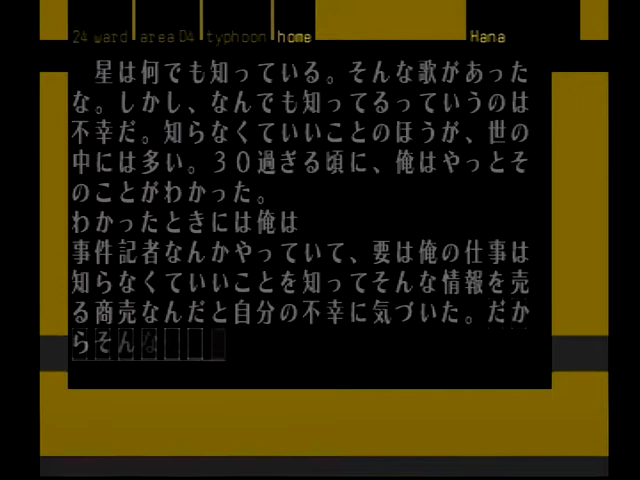 24 ward area 04 typhoon home Hana
星は何でも知っている。そんな歌があった
な。しかし、なんでも知ってるっていうのは
不幸だ。知らなくていいことのほうが、世の
中には多い。３０過ぎる頃に、俺はやっとそ
のことがわかった。
わかったときには俺は
事件記者なんかやっていて、要は俺の仕事は
知らなくていいことを知ってそんな情報を売
る商売なんだと自分の不幸に気づいた。だか
らそんな